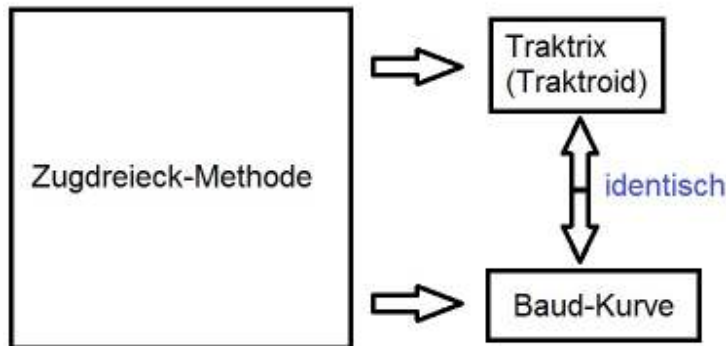 Traktrix
(Traktroid)
Zugdreieck-Methode
identisch
Baud-Kurve